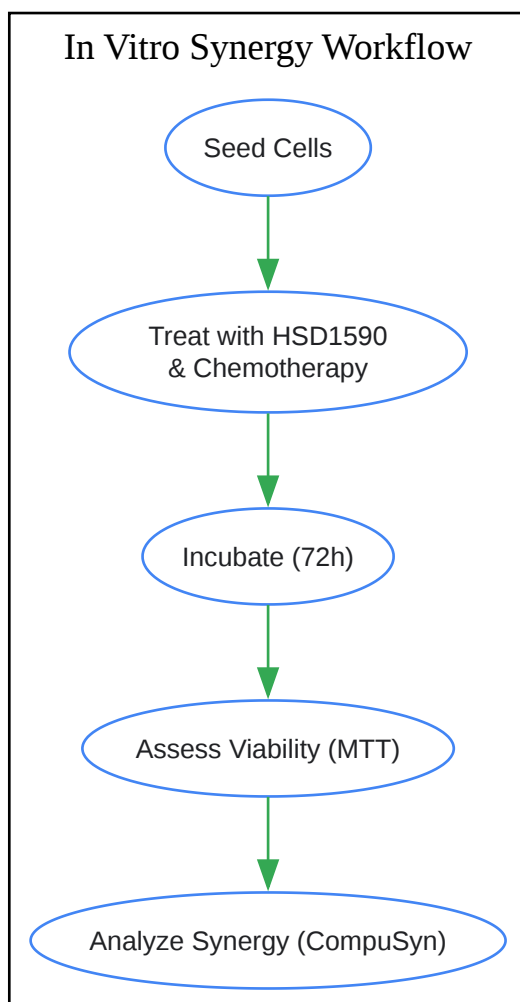 In Vitro Synergy Workflow
Seed Cells
Treat with HSD1590
& Chemotherapy
Incubate (72h)
Assess Viability (MTT)
Analyze Synergy (CompuSyn)